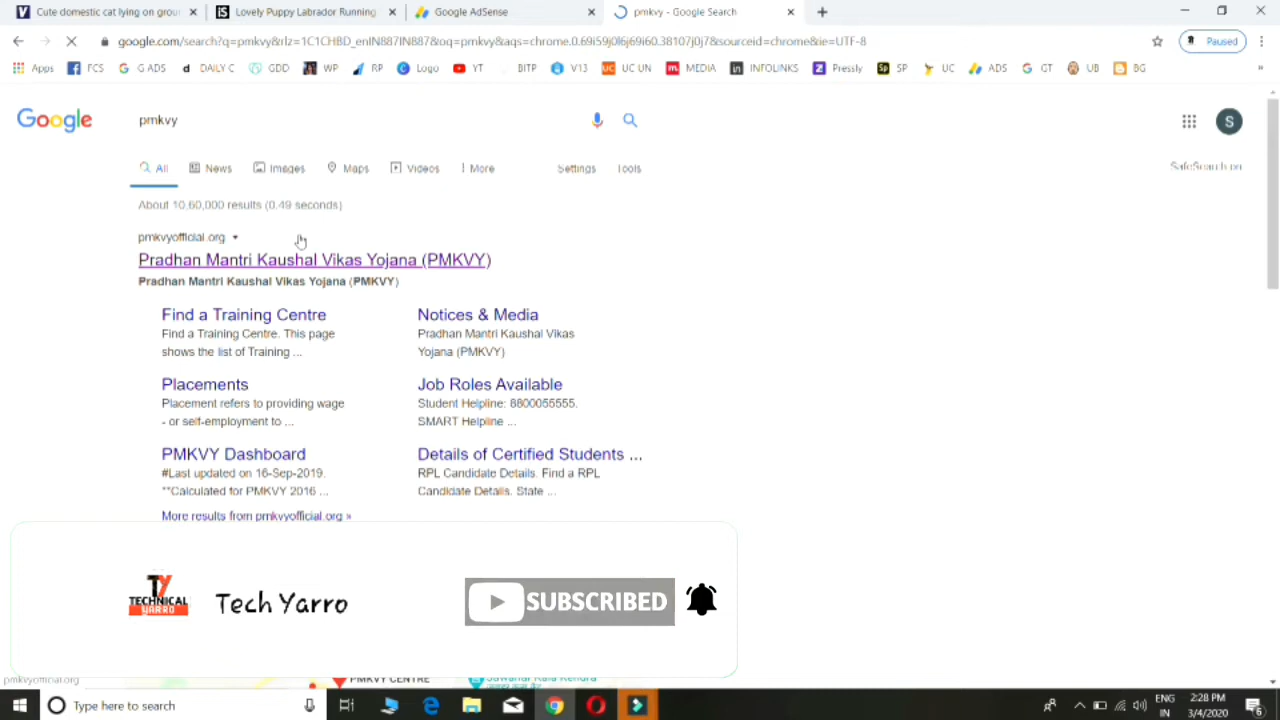 Cute domestic cat lying on grou
Lovely Puppy Labrador Running
Google AdSense
pmkvy - Google Search
google.com/search?q=pmkvy&rlz=1C1CHBD_enIN887IN887&oq=pmkvy&aqs=chrome.0.69i59j0l6j69i60.38107j0j7&sourceid=chrome&ie=UTF-8
Paused
Apps FCS G ADS DAILY-C GDD WP RP Logo YT BITP V13 UC UN MEDIA INFOLINKS Pressly SP UC ADS GT UB BG
Google
pmkvy
S
All News Images Maps Videos More Settings Tools
SafeSearch on
About 10,60,000 results (0.49 seconds)
pmkvyofficial.org
Pradhan Mantri Kaushal Vikas Yojana (PMKVY)
Pradhan Mantri Kaushal Vikas Yojana (PMKVY)
Find a Training Centre
Find a Training Centre. This page
shows the list of Training ...
Notices & Media
Pradhan Mantri Kaushal Vikas
Yojana (PMKVY)
Placements
Placement refers to providing wage
- or self-employment to ...
Job Roles Available
Student Helpline: 8800055555.
SMART Helpline ...
PMKVY Dashboard
#Last updated on 16-Sep-2019.
**Calculated for PMKVY 2016 ...
Details of Certified Students ...
RPL Candidate Details. Find a RPL
Candidate Details. State ...
More results from pmkvyofficial.org »
TY
TECHNICAL
YARRO
Tech Yarro
SUBSCRIBED
pmkvyofficial.org
PMKVY CENTRE
Jawahar Kala Kendra
Type here to search
ENG
IN
2:28 PM
3/4/2020
6